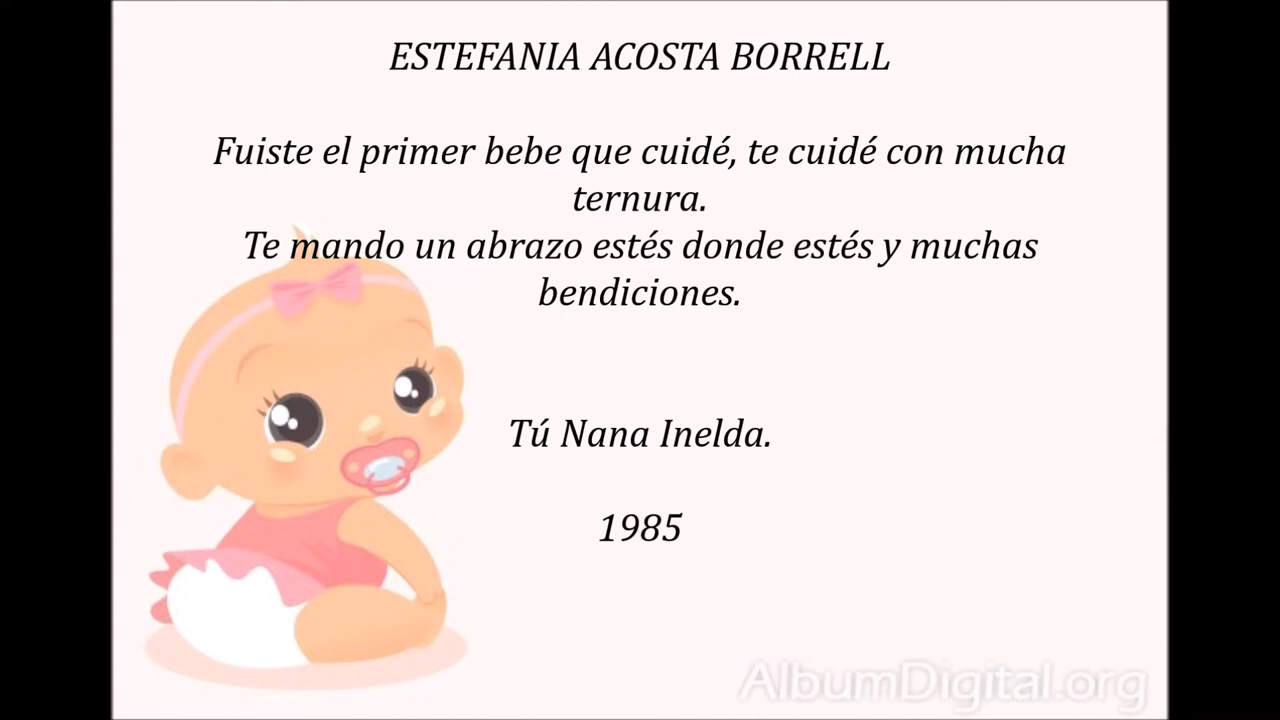 ESTEFANIA ACOSTA BORRELL
Fuiste el primer bebe que cuidé, te cuidé con mucha
ternura.
Te mando un abrazo estés donde estés y muchas
bendiciones.
Tú Nana Inelda.
1985
AlbumDigital.org